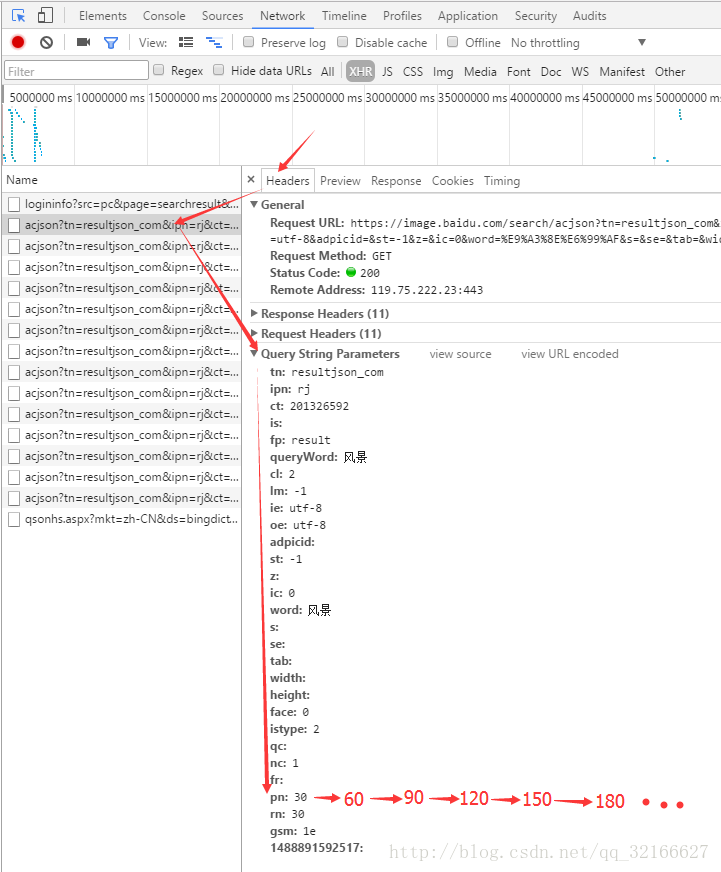 Elements Console Sources Network Timeline Profiles Application Security Audits
View: Preserve log Disable cache Offline No throttling
Filter Regex Hide data URLs All XHR JS CSS Img Media Font Doc WS Manifest Other
5000000 ms 10000000 ms 15000000 ms 20000000 ms 25000000 ms 30000000 ms 35000000 ms 40000000 ms 45000000 ms 50000000 ms
Name
logininfo?src=pc&page=searchresult&...
acjson?tn=resultjson_com&ipn=rj&ct=...
acjson?tn=resultjson_com&ipn=rj&ct=...
acjson?tn=resultjson_com&ipn=rj&ct=...
acjson?tn=resultjson_com&ipn=rj&ct=...
acjson?tn=resultjson_com&ipn=rj&ct=...
acjson?tn=resultjson_com&ipn=rj&ct=...
acjson?tn=resultjson_com&ipn=rj&ct=...
acjson?tn=resultjson_com&ipn=rj&ct=...
acjson?tn=resultjson_com&ipn=rj&ct=...
acjson?tn=resultjson_com&ipn=rj&ct=...
acjson?tn=resultjson_com&ipn=rj&ct=...
acjson?tn=resultjson_com&ipn=rj&ct=...
acjson?tn=resultjson_com&ipn=rj&ct=...
acjson?tn=resultjson_com&ipn=rj&ct=...
qsonhs.aspx?mkt=zh-CN&ds=bingdict...
× Headers Preview Response Cookies Timing
General
Request URL: https://image.baidu.com/search/acjson?tn=resultjson_com&
=utf-8&adpicid=&st=-1&z=&ic=0&word=%E9%A3%8E%E6%99%AF&s=&se=&tab=&wid
Request Method: GET
Status Code: 200
Remote Address: 119.75.222.23:443
Response Headers (11)
Request Headers (11)
Query String Parameters view source view URL encoded
tn: resultjson_com
ipn: rj
ct: 201326592
is:
fp: result
queryWord: 风景
cl: 2
lm: -1
ie: utf-8
oe: utf-8
adpicid:
st: -1
z:
ic: 0
word: 风景
s:
se:
tab:
width:
height:
face: 0
istype: 2
qc:
nc: 1
fr:
pn: 30 60 90 120 150 180 • • •
rn: 30
gsm: 1e
1488891592517:
http://blog.csdn.net/qq_32166627